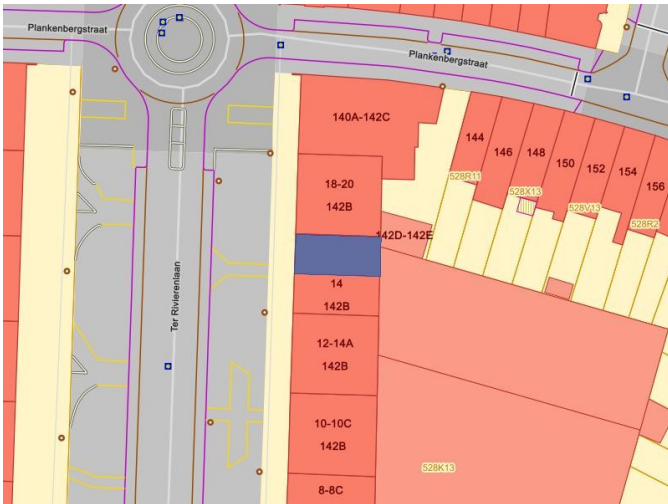 Plankenbergstraat
Plankenbergstraat
140A-142C
144
146
148
150
152
154
156
528R11
528X13
528V13
528R2
18-20
142B
142D-142E
14
142B
Ter Rivierenlaan
12-14A
142B
10-10C
142B
528K13
8-8C